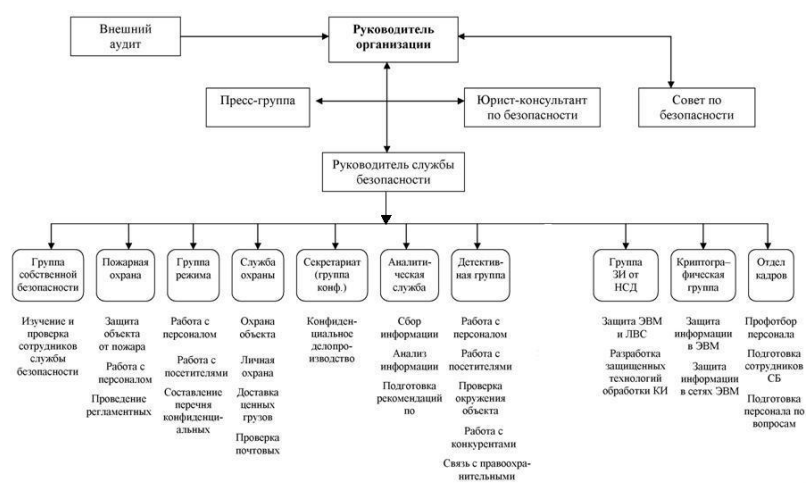 Внешний
аудит
Руководитель
организации
Пресс-группа
Юрист-консультант
по безопасности
Совет по
безопасности
Руководитель службы
безопасности
Группа
собственной
безопасности
Пожарная
охрана
Группа
режима
Служба
охраны
Секретариат
(группа
конф.)
Аналити-
ческая
служба
Детектив-
ная группа
Группа
ЗИ от
НСД
Криптогра-
фическая
группа
Отдел
кадров
Изучение и
проверка
сотрудников
службы
безопасности
Защита
объекта
от пожара
Работа с
персоналом
Проведение
регламентных
Работа с
персоналом
Работа с
посетителями
Составление
перечня
конфиденци-
альных
Охрана
объекта
Личная
охрана
Доставка
ценных
грузов
Проверка
почтовых
Конфиден-
циальное
делопро-
изводство
Сбор
информации
Анализ
информации
Подготовка
рекомендаций
по
Работа с
персоналом
Работа с
посетителями
Проверка
окружения
объекта
Работа с
конкурентами
Связь с правоохра-
нительными
Защита ЭВМ
и ЛВС
Разработка
защищенных
технологий
обработки КИ
Защита
информации
в ЭВМ
Защита
информации
в сетях ЭВМ
Профотбор
персонала
Подготовка
сотрудников
СБ
Подготовка
персонала по
вопросам